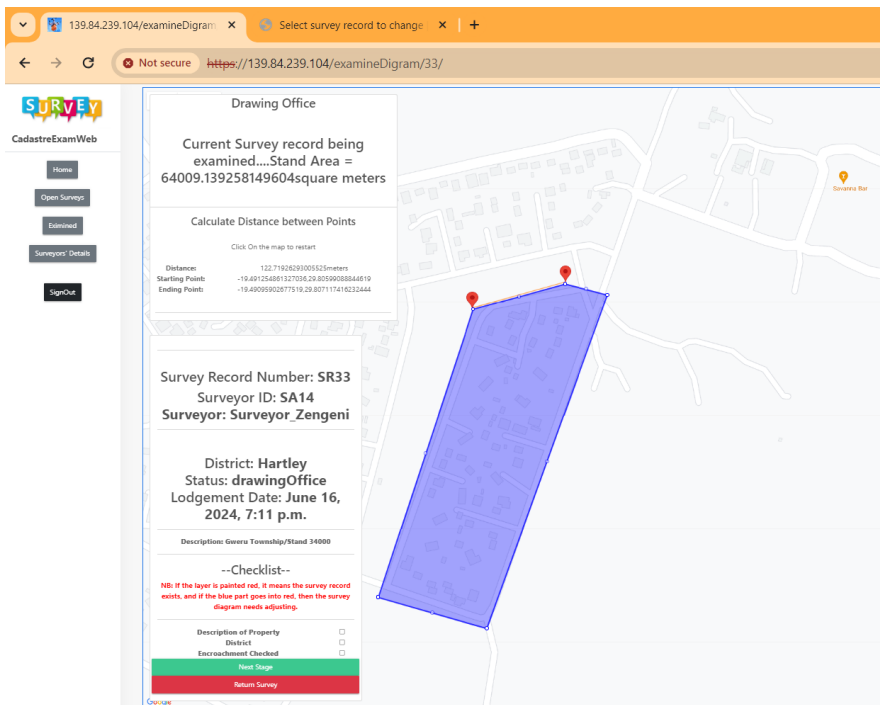 139.84.239.104/examineDigram
Select survey record to change
Not secure
https://139.84.239.104/examineDigram/33/
SURVEY
CadastreExamWeb
Home
Open Surveys
Eximined
Surveyors' Details
SignOut
Drawing Office
Current Survey record being
examined....Stand Area =
64009.139258149604square meters
Calculate Distance between Points
Click On the map to restart
Distance: 122.71926293005525meters
Starting Point: -19.491254861327036,29.80599088844619
Ending Point: -19.49095902677519,29.807117416232444
Survey Record Number: SR33
Surveyor ID: SA14
Surveyor: Surveyor_Zengeni
District: Hartley
Status: drawingOffice
Lodgement Date: June 16,
2024, 7:11 p.m.
Description: Gweru Township/Stand 34000
--Checklist--
NB: If the layer is painted red, it means the survey record
exists, and if the blue part goes into red, then the survey
diagram needs adjusting.
Description of Property
District
Encroachment Checked
Next Stage
Return Survey
Google
Savanna Bar